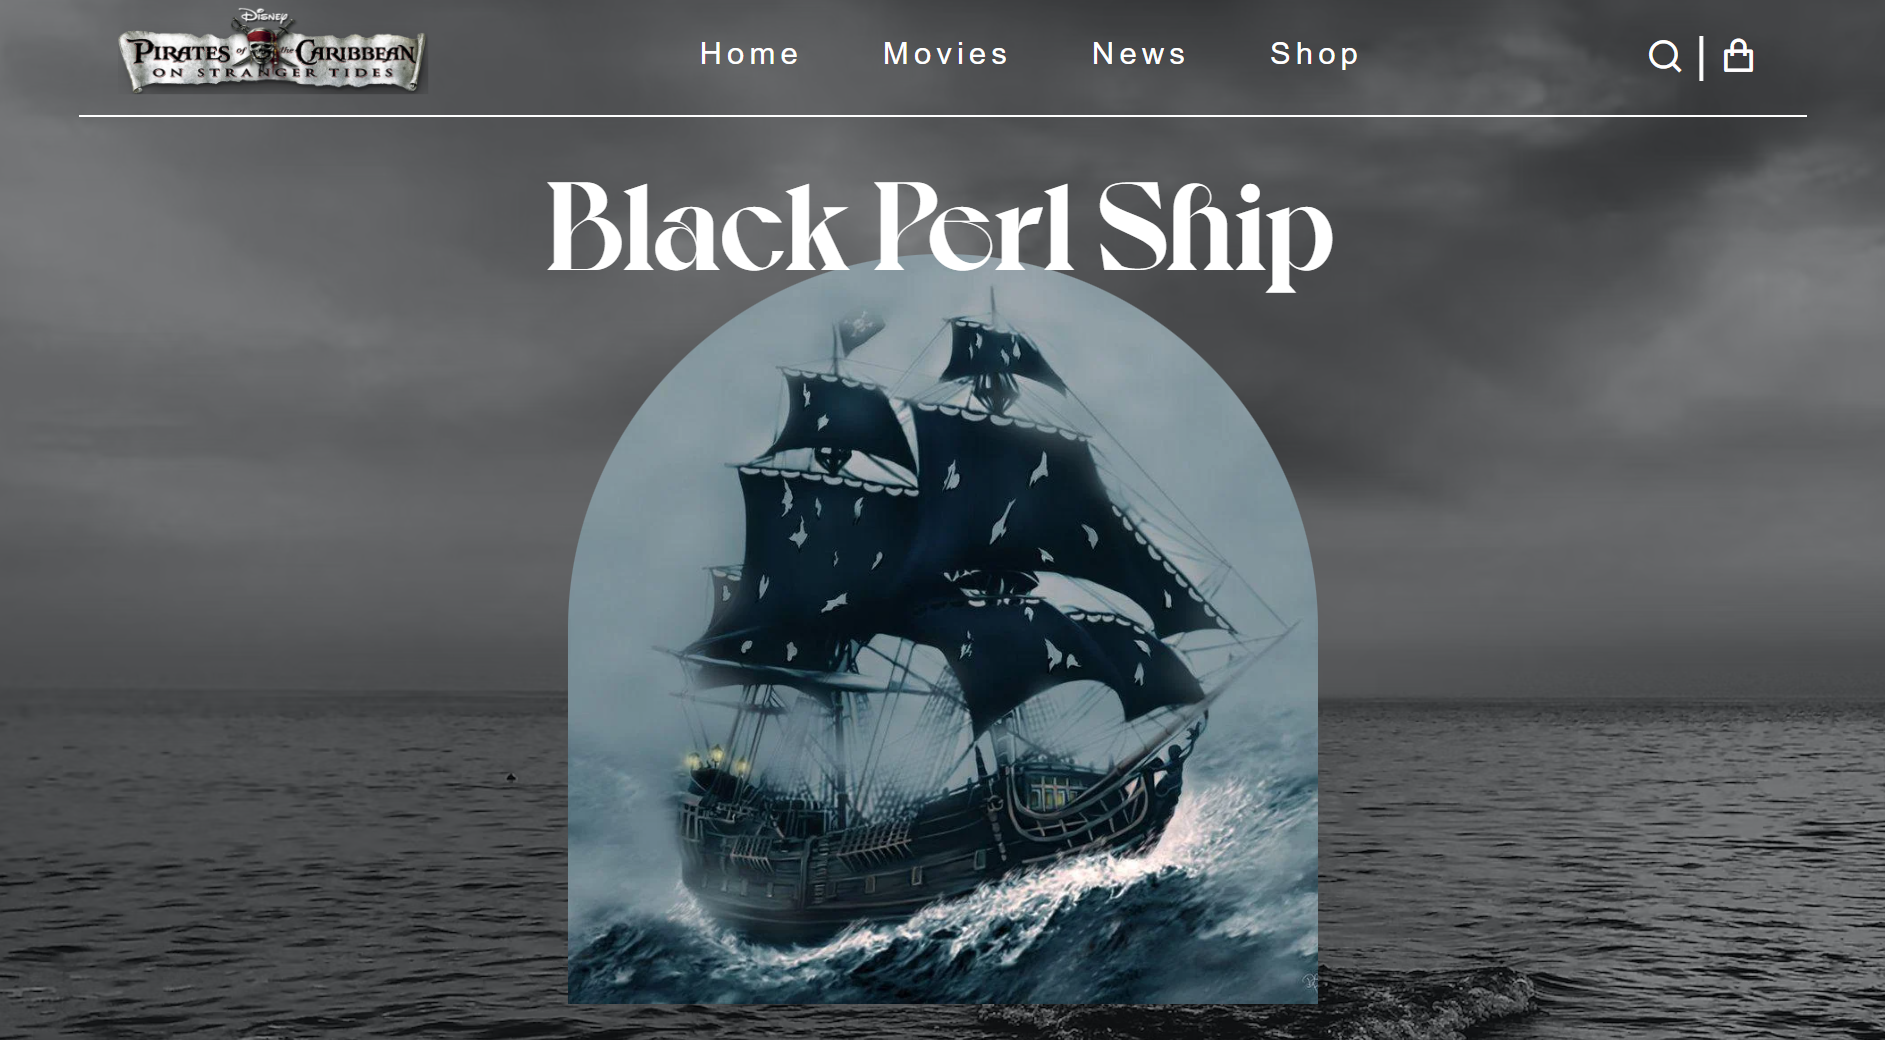 Disney
PIRATES of the CARIBBEAN
ON STRANGER TIDES
Home
Movies
News
Shop
Black Perl Ship